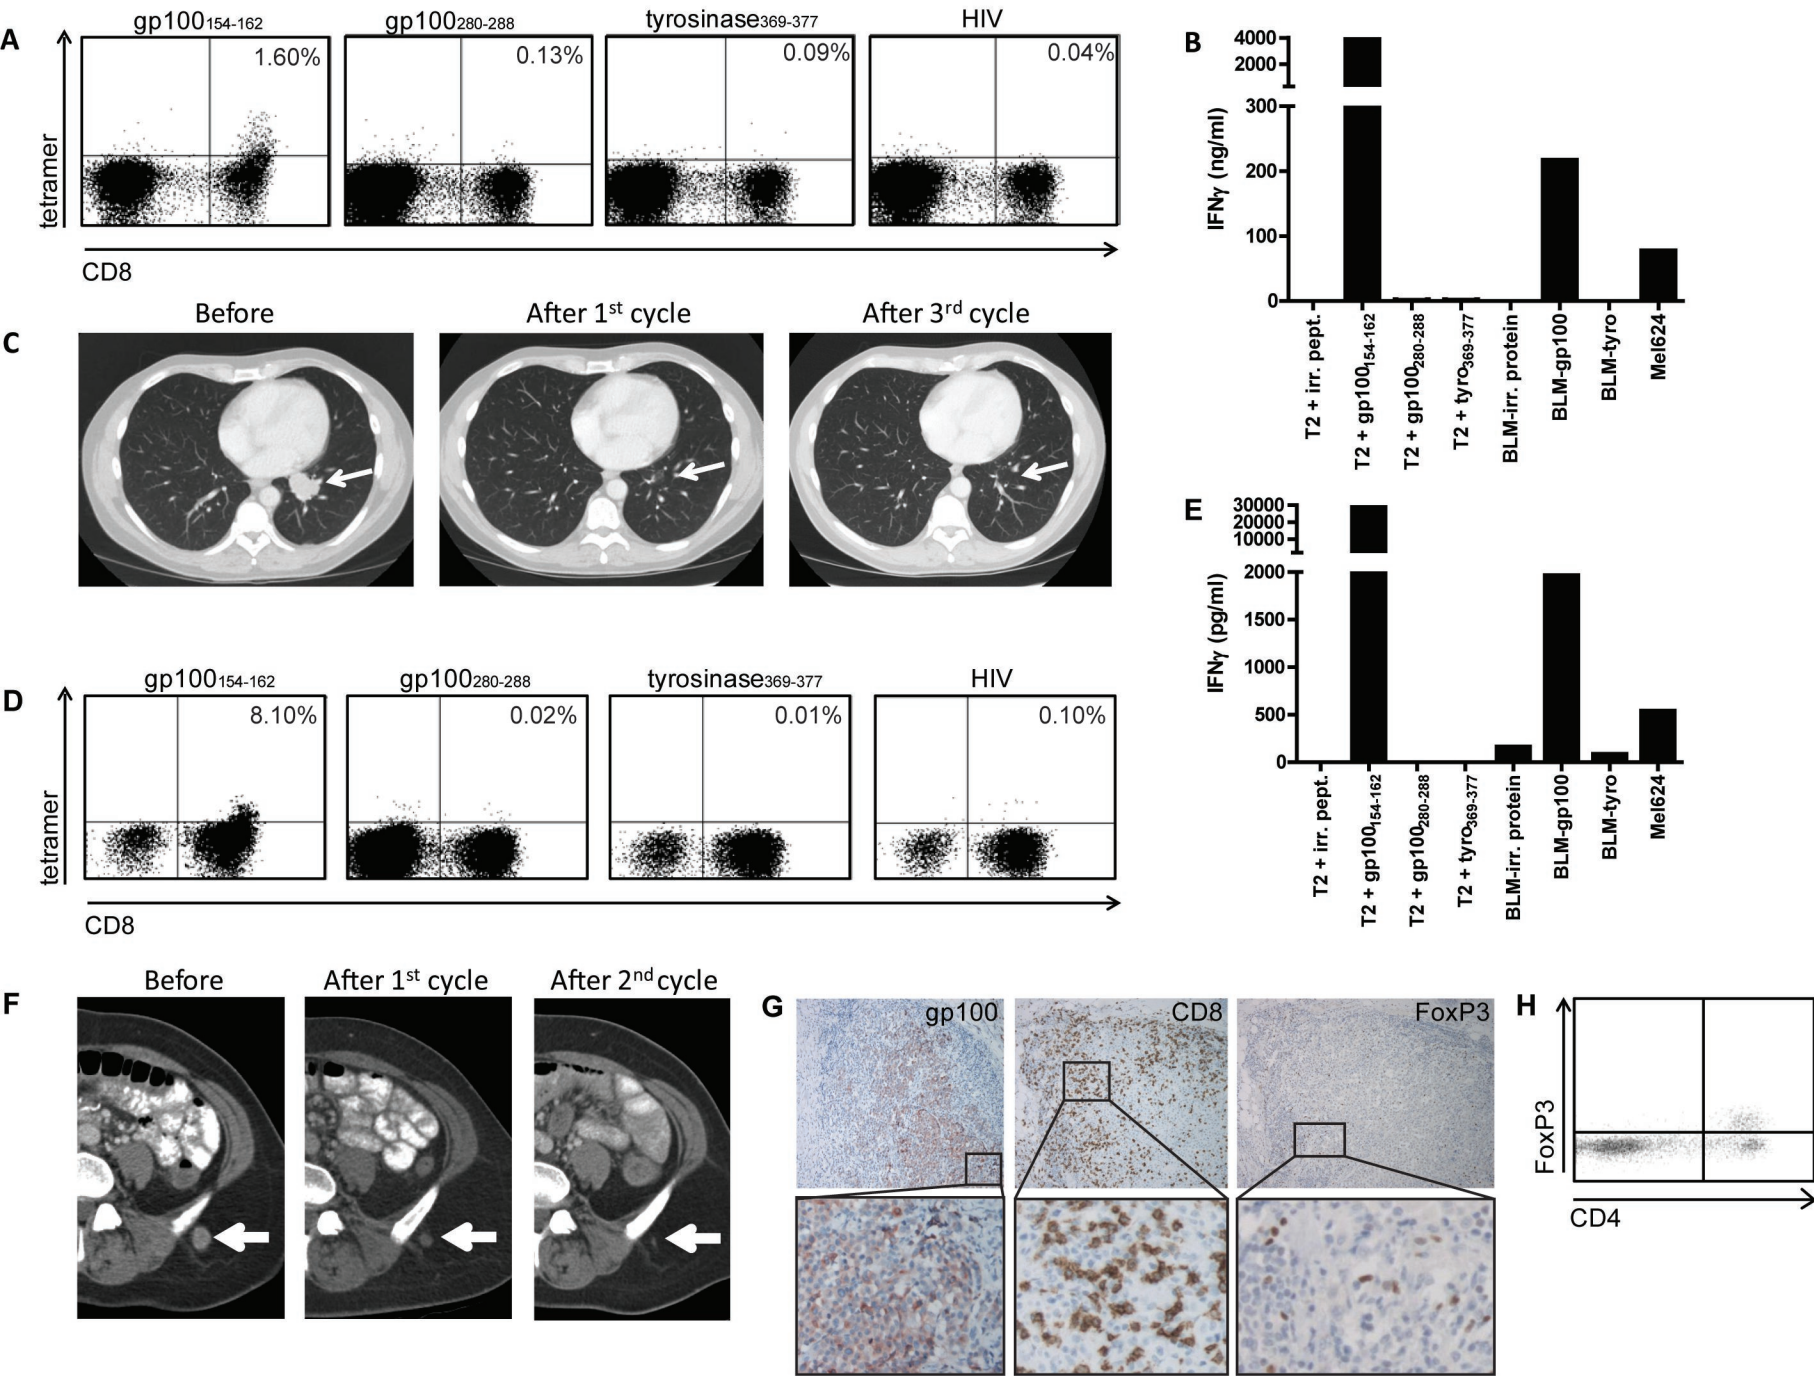 A
gp100154-162
gp100280-288
tyrosinase369-377
HIV
1.60%
0.13%
0.09%
0.04%
tetramer
CD8
B
IFNγ (ng/ml)
4000
2000
300
200
100
0
T2 + irr. pept.
T2 + gp100154-162
T2 + gp100280-288
T2 + tyro369-377
BLM-irr. protein
BLM-gp100
BLM-tyro
Mel624
C
Before
After 1st cycle
After 3rd cycle
D
gp100154-162
gp100280-288
tyrosinase369-377
HIV
8.10%
0.02%
0.01%
0.10%
tetramer
CD8
E
IFNγ (pg/ml)
30000
20000
10000
2000
1500
1000
500
0
T2 + irr. pept.
T2 + gp100154-162
T2 + gp100280-288
T2 + tyro369-377
BLM-irr. protein
BLM-gp100
BLM-tyro
Mel624
F
Before
After 1st cycle
After 2nd cycle
G
gp100
CD8
FoxP3
H
FoxP3
CD4